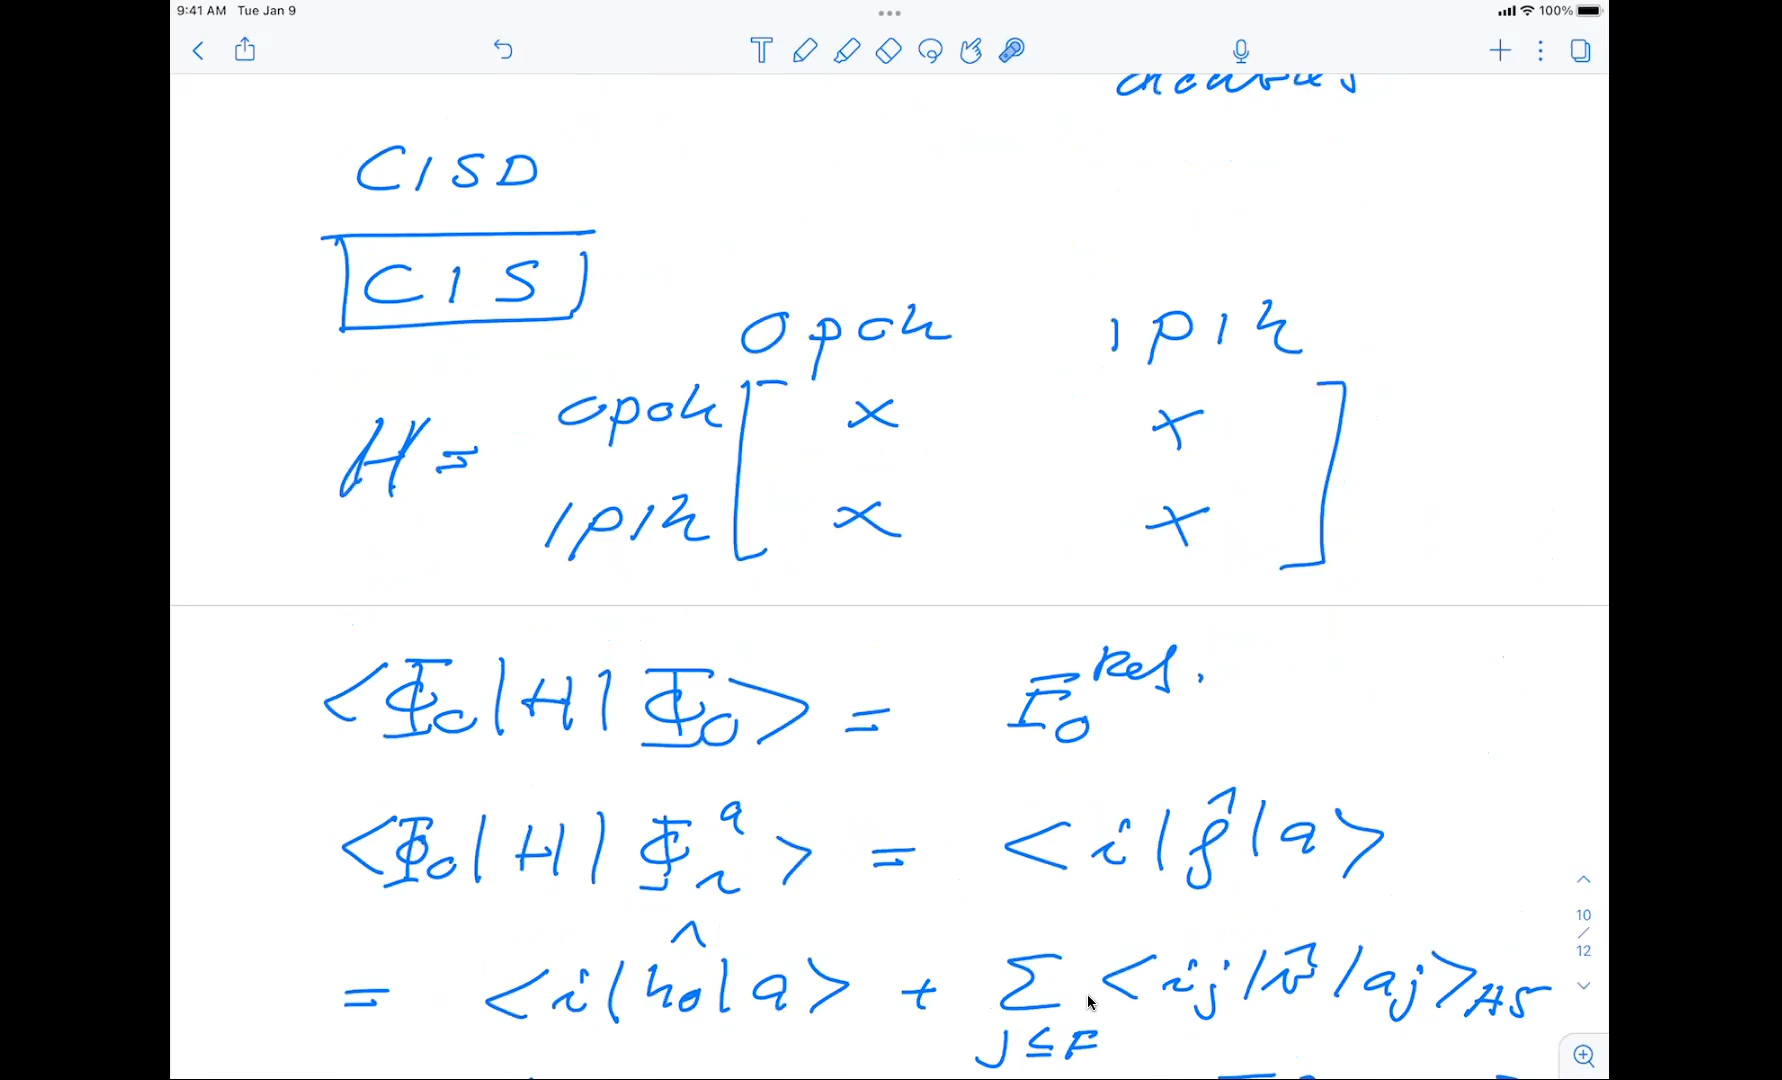 9:41 AM Tue Jan 9
100%
CISD
CIS
0p0h 1p1h
H = 0p0h [ x x
1p1h x x ]
<Φ0|H|Φ0> = E0^Ref.
<Φ0|H|Φi^a> = <i|f̂|a>
= <i|ĥ0|a> + Σ j≤F <ij|v̂|aj>AS
10
/
12